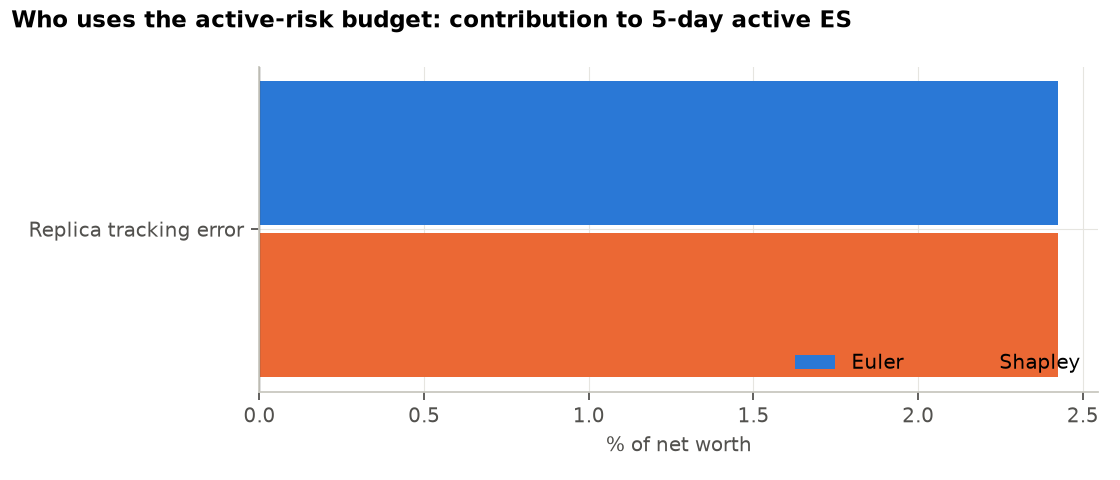 Who uses the active-risk budget: contribution to 5-day active ES
Replica tracking error
Euler Shapley
0.0 0.5 1.0 1.5 2.0 2.5
% of net worth